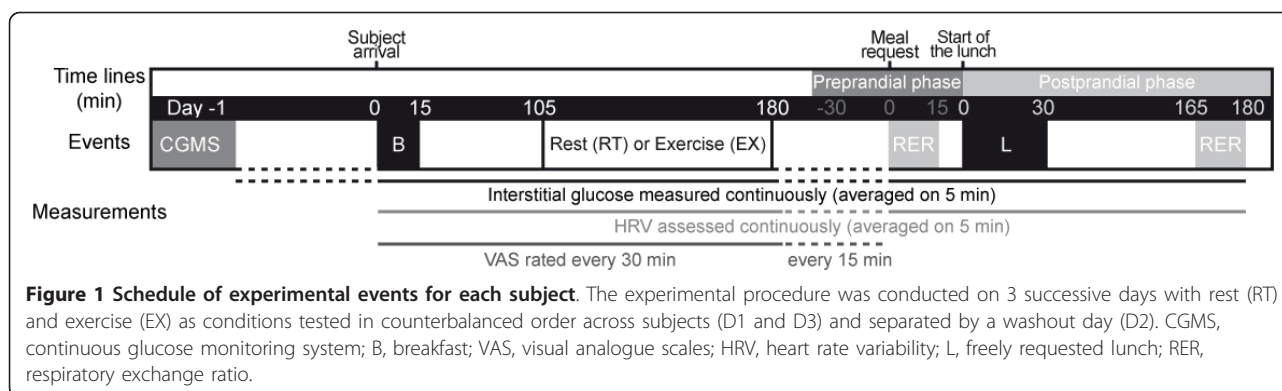 Subject arrival
Meal request
Start of the lunch
Time lines (min)
Preprandial phase
Postprandial phase
Day -1 0 15 105 180 -30 0 15 0 30 165 180
Events
CGMS
B
Rest (RT) or Exercise (EX)
RER
L
RER
Measurements
Interstitial glucose measured continuously (averaged on 5 min)
HRV assessed continuously (averaged on 5 min)
VAS rated every 30 min
every 15 min
Figure 1 Schedule of experimental events for each subject. The experimental procedure was conducted on 3 successive days with rest (RT)
and exercise (EX) as conditions tested in counterbalanced order across subjects (D1 and D3) and separated by a washout day (D2). CGMS,
continuous glucose monitoring system; B, breakfast; VAS, visual analogue scales; HRV, heart rate variability; L, freely requested lunch; RER,
respiratory exchange ratio.